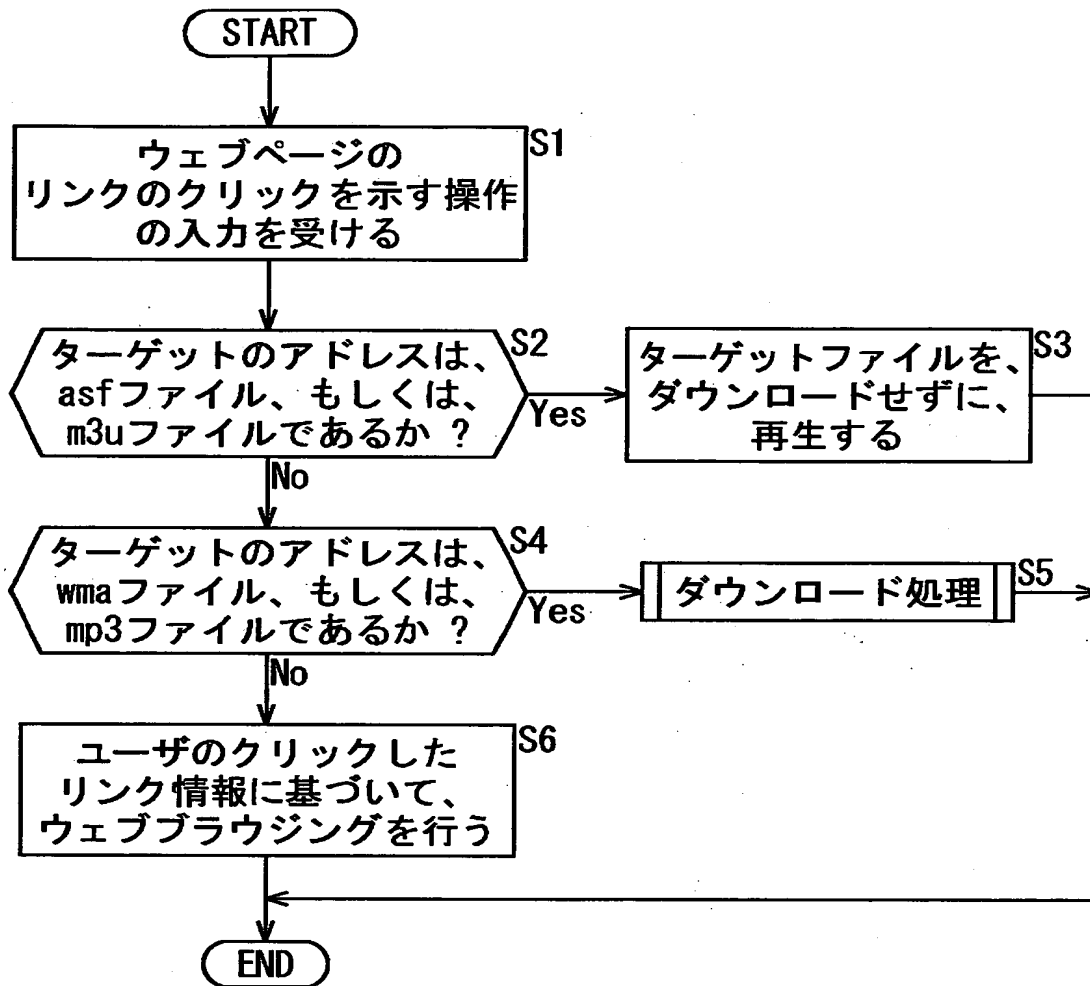 START
S1
ウェブページの
リンクのクリックを示す操作
の入力を受ける
S2
ターゲットのアドレスは、
asfファイル、もしくは、
m3uファイルであるか ?
Yes
No
S3
ターゲットファイルを、
ダウンロードせずに、
再生する
S4
ターゲットのアドレスは、
wmaファイル、もしくは、
mp3ファイルであるか ?
Yes
No
S5
ダウンロード処理
S6
ユーザのクリックした
リンク情報に基づいて、
ウェブブラウジングを行う
END